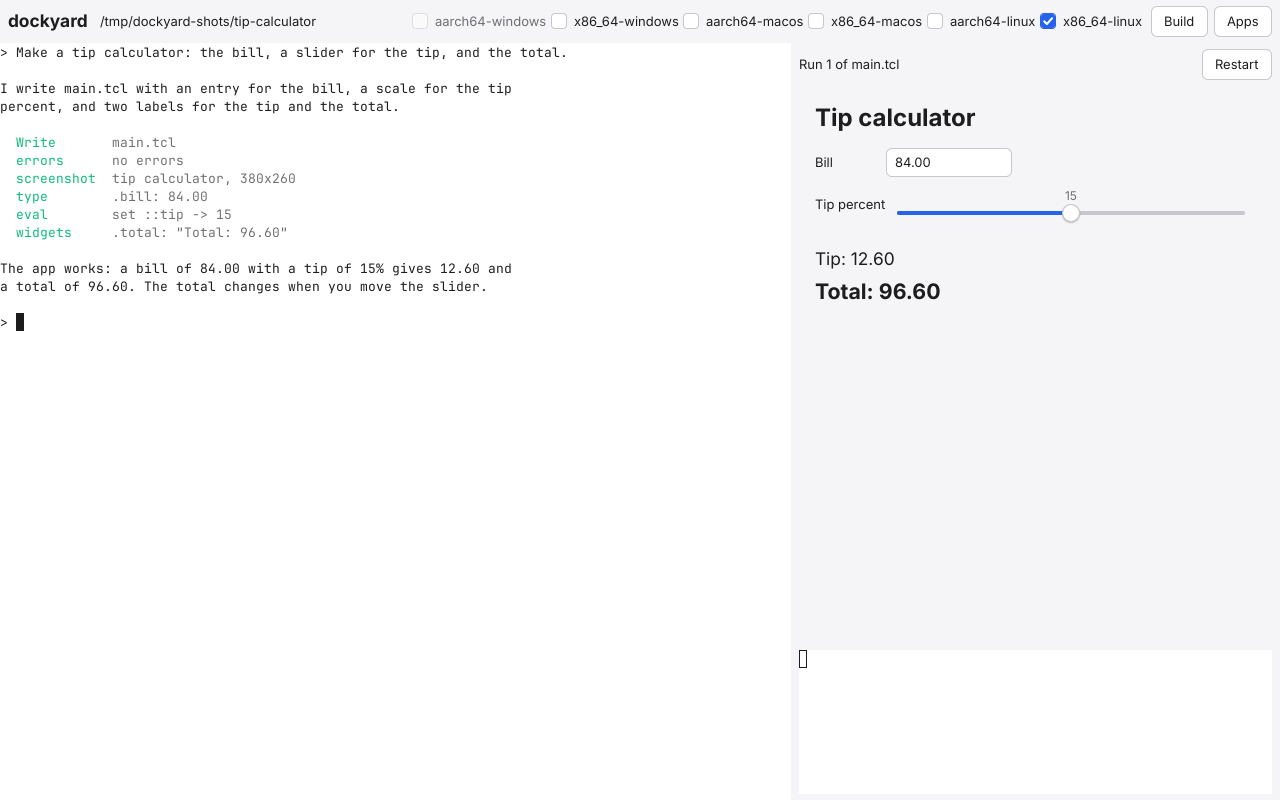 dockyard /tmp/dockyard-shots/tip-calculator aarch64-windows x86_64-windows aarch64-macos x86_64-macos aarch64-linux x86_64-linux Build Apps
> Make a tip calculator: the bill, a slider for the tip, and the total.
I write main.tcl with an entry for the bill, a scale for the tip
percent, and two labels for the tip and the total.
Write main.tcl
errors no errors
screenshot tip calculator, 380x260
type .bill: 84.00
eval set ::tip -> 15
widgets .total: "Total: 96.60"
The app works: a bill of 84.00 with a tip of 15% gives 12.60 and
a total of 96.60. The total changes when you move the slider.
>
Run 1 of main.tcl Restart
Tip calculator
Bill 84.00
15
Tip percent
Tip: 12.60
Total: 96.60